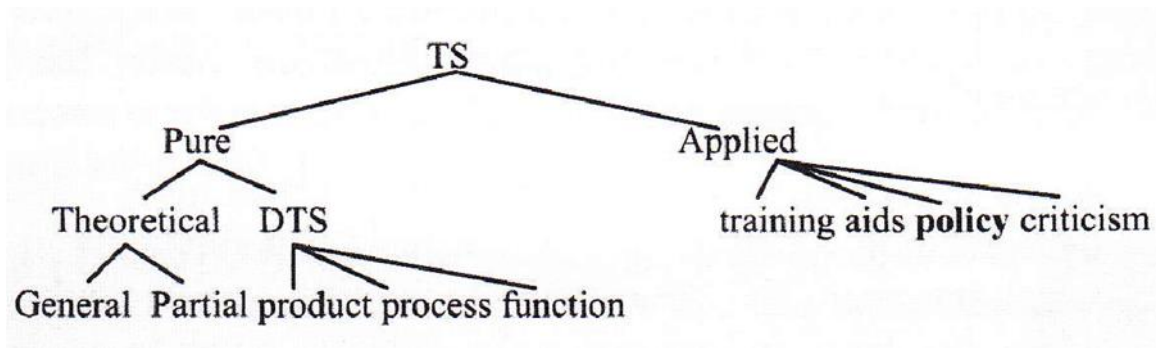 TS
Pure Applied
Theoretical DTS training aids policy criticism
General Partial product process function